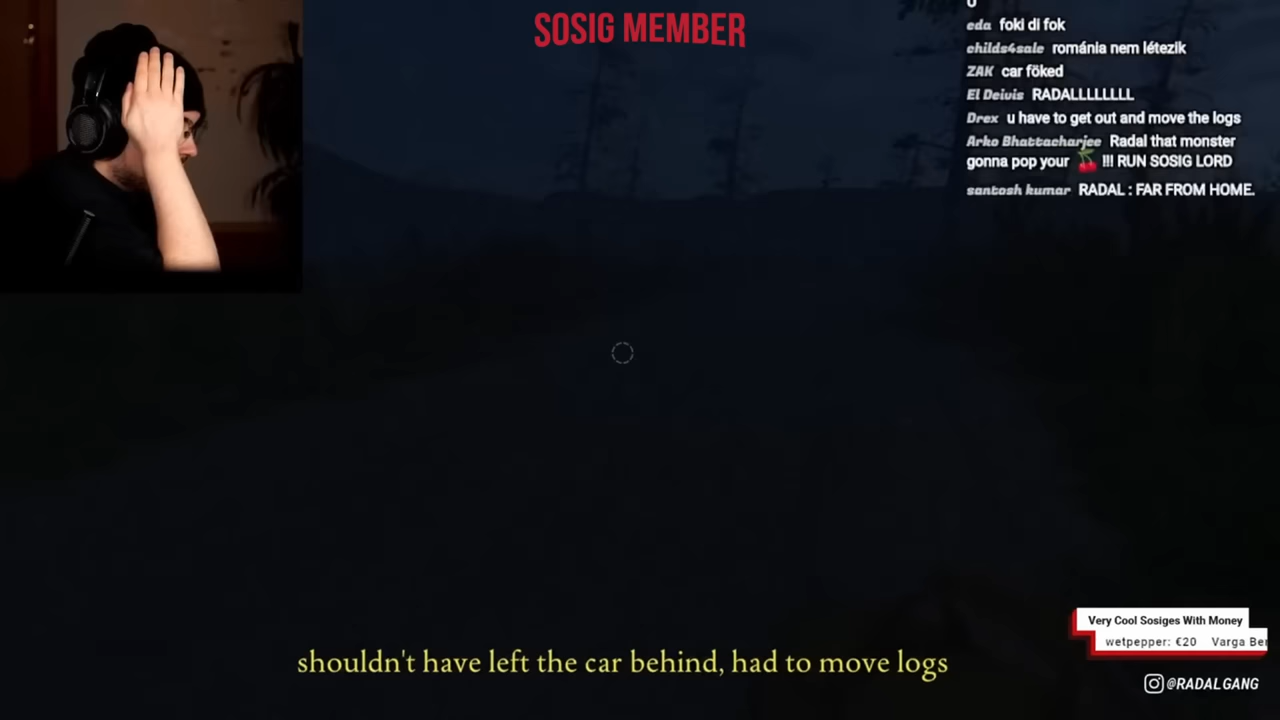 SOSIG MEMBER
eda foki di fok
childs4sale románia nem létezik
ZAK car föked
El Deivis RADALLLLLLLL
Drex u have to get out and move the logs
Arko Bhattacharjee Radal that monster
gonna pop your 🍒 !!! RUN SOSIG LORD
santosh kumar RADAL : FAR FROM HOME.
shouldn't have left the car behind, had to move logs
Very Cool Sosiges With Money
wetpepper: €20 Varga Ber
@RADALGANG